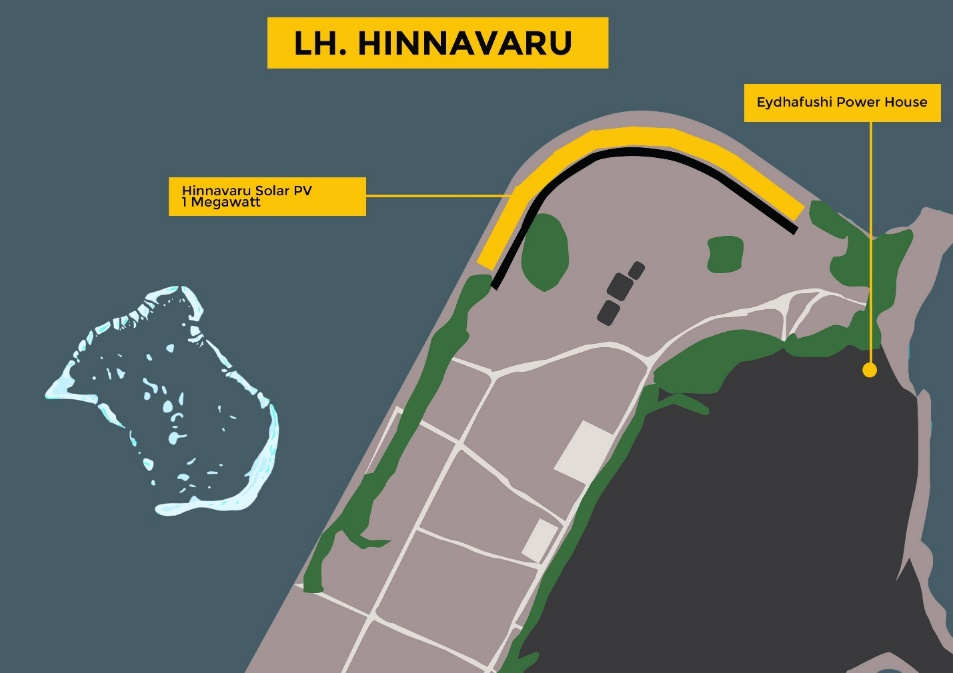 LH. HINNAVARU
Eydhafushi Power House
Hinnavaru Solar PV
1 Megawatt